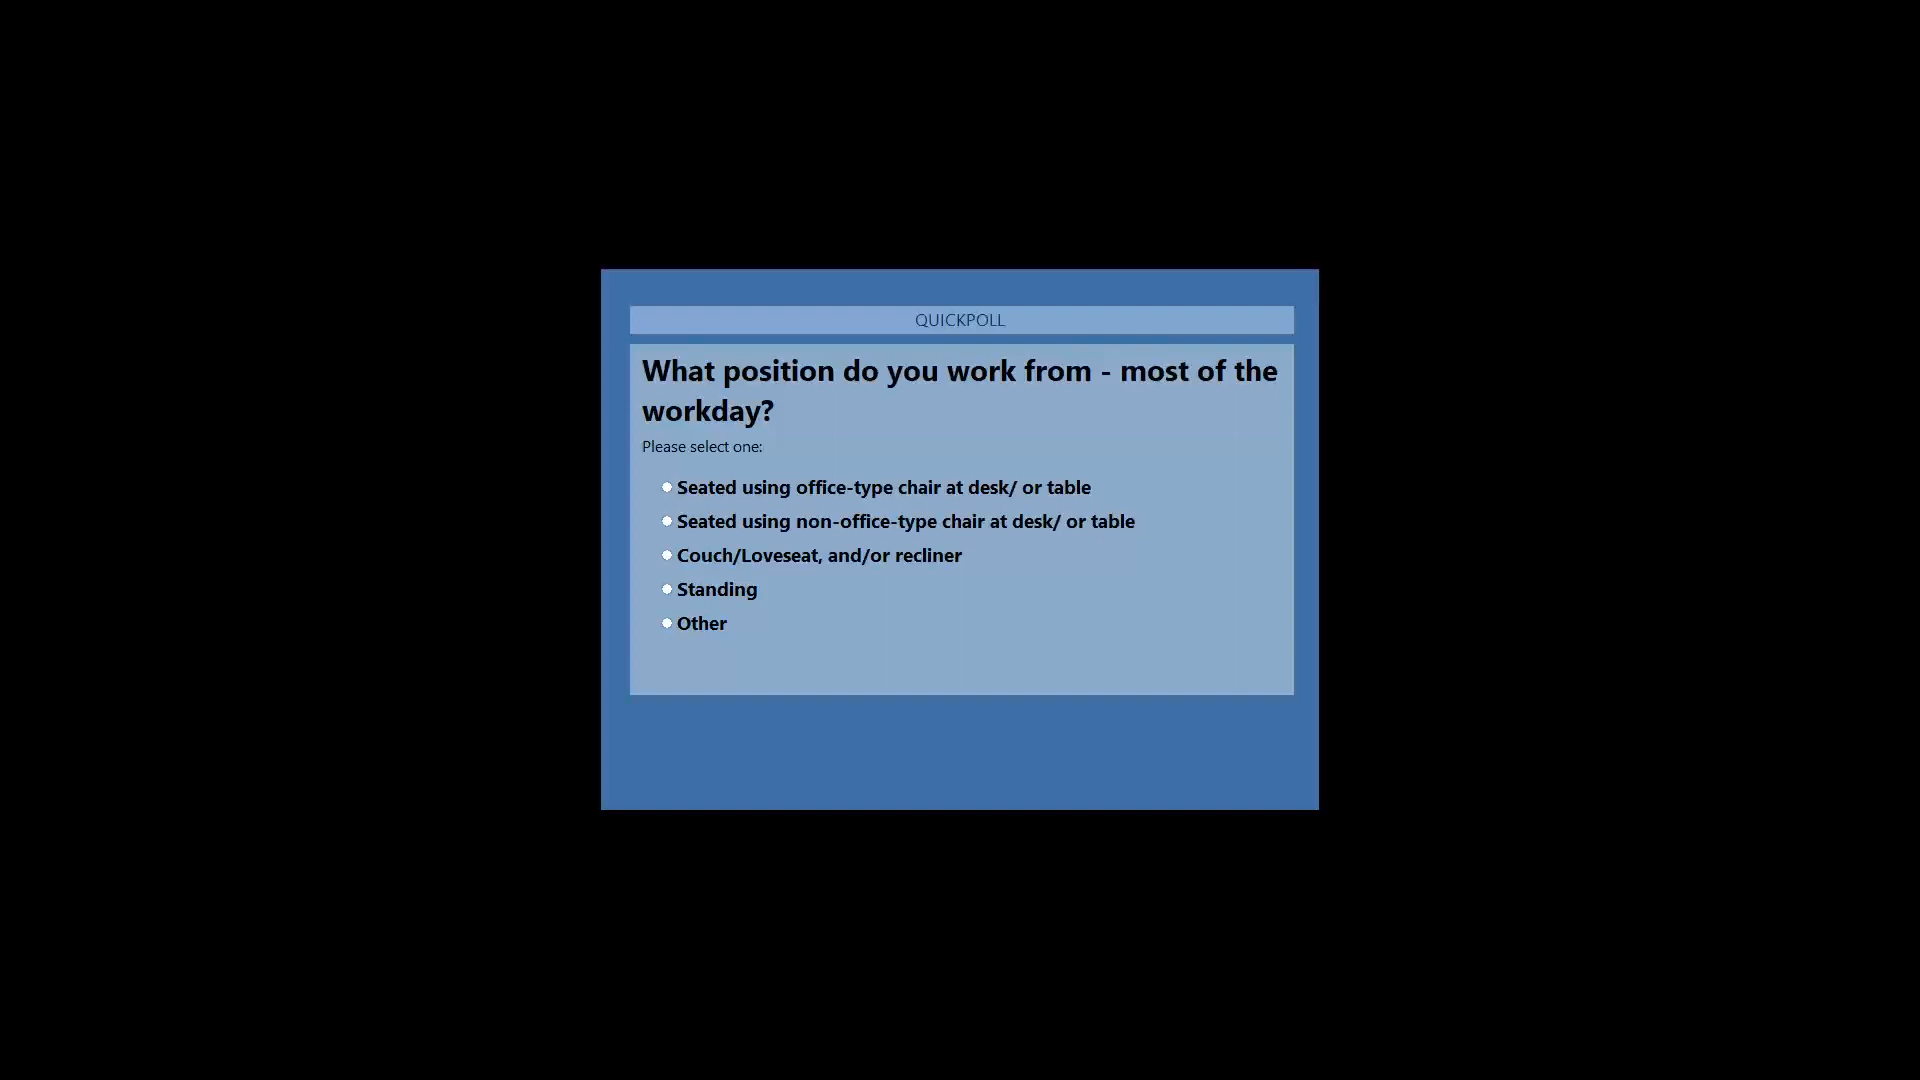 QUICKPOLL
What position do you work from - most of the
workday?
Please select one:
Seated using office-type chair at desk/ or table
Seated using non-office-type chair at desk/ or table
Couch/Loveseat, and/or recliner
Standing
Other